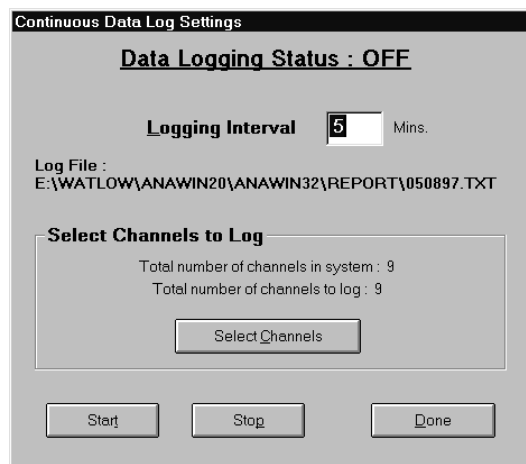 Continuous Data Log Settings
Data Logging Status : OFF
Logging Interval 5 Mins.
Log File :
E:\WATLOW\ANAWIN20\ANAWIN32\REPORT\050897.TXT
Select Channels to Log
Total number of channels in system : 9
Total number of channels to log : 9
Select Channels
Start Stop Done